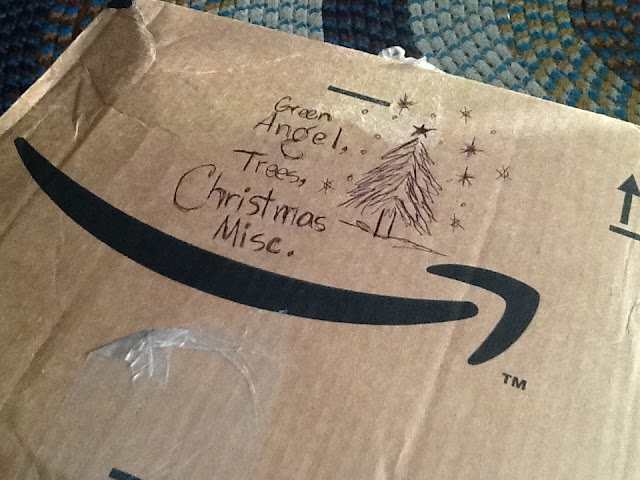 Green
Angel,
Trees,
Christmas
Misc.
TM